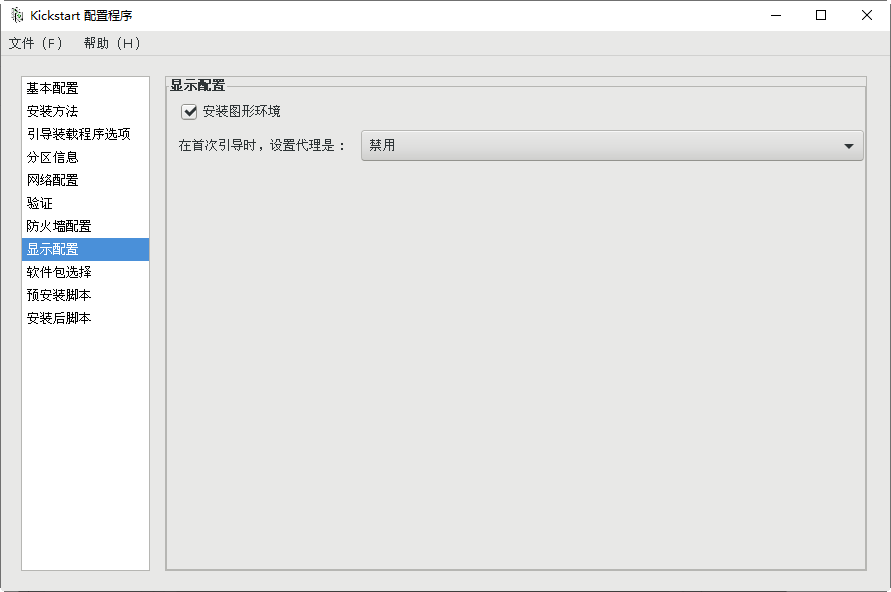 Kickstart 配置程序
文件（F） 帮助（H）
基本配置
安装方法
引导装载程序选项
分区信息
网络配置
验证
防火墙配置
显示配置
软件包选择
预安装脚本
安装后脚本
显示配置
安装图形环境
在首次引导时，设置代理是： 禁用